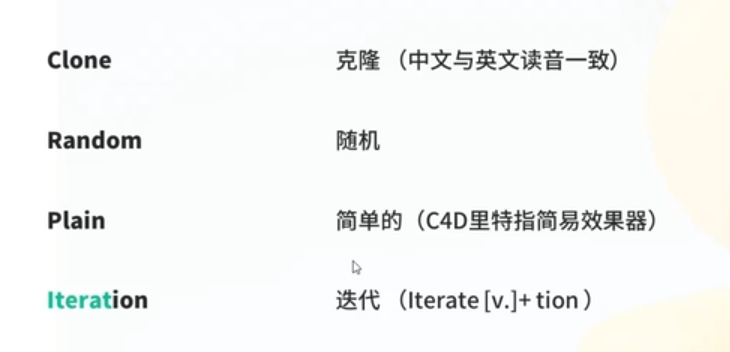 Clone 克隆 （中文与英文读音一致）
Random 随机
Plain 简单的（C4D里特指简易效果器）
Iteration 迭代 （Iterate [v.]+ tion ）